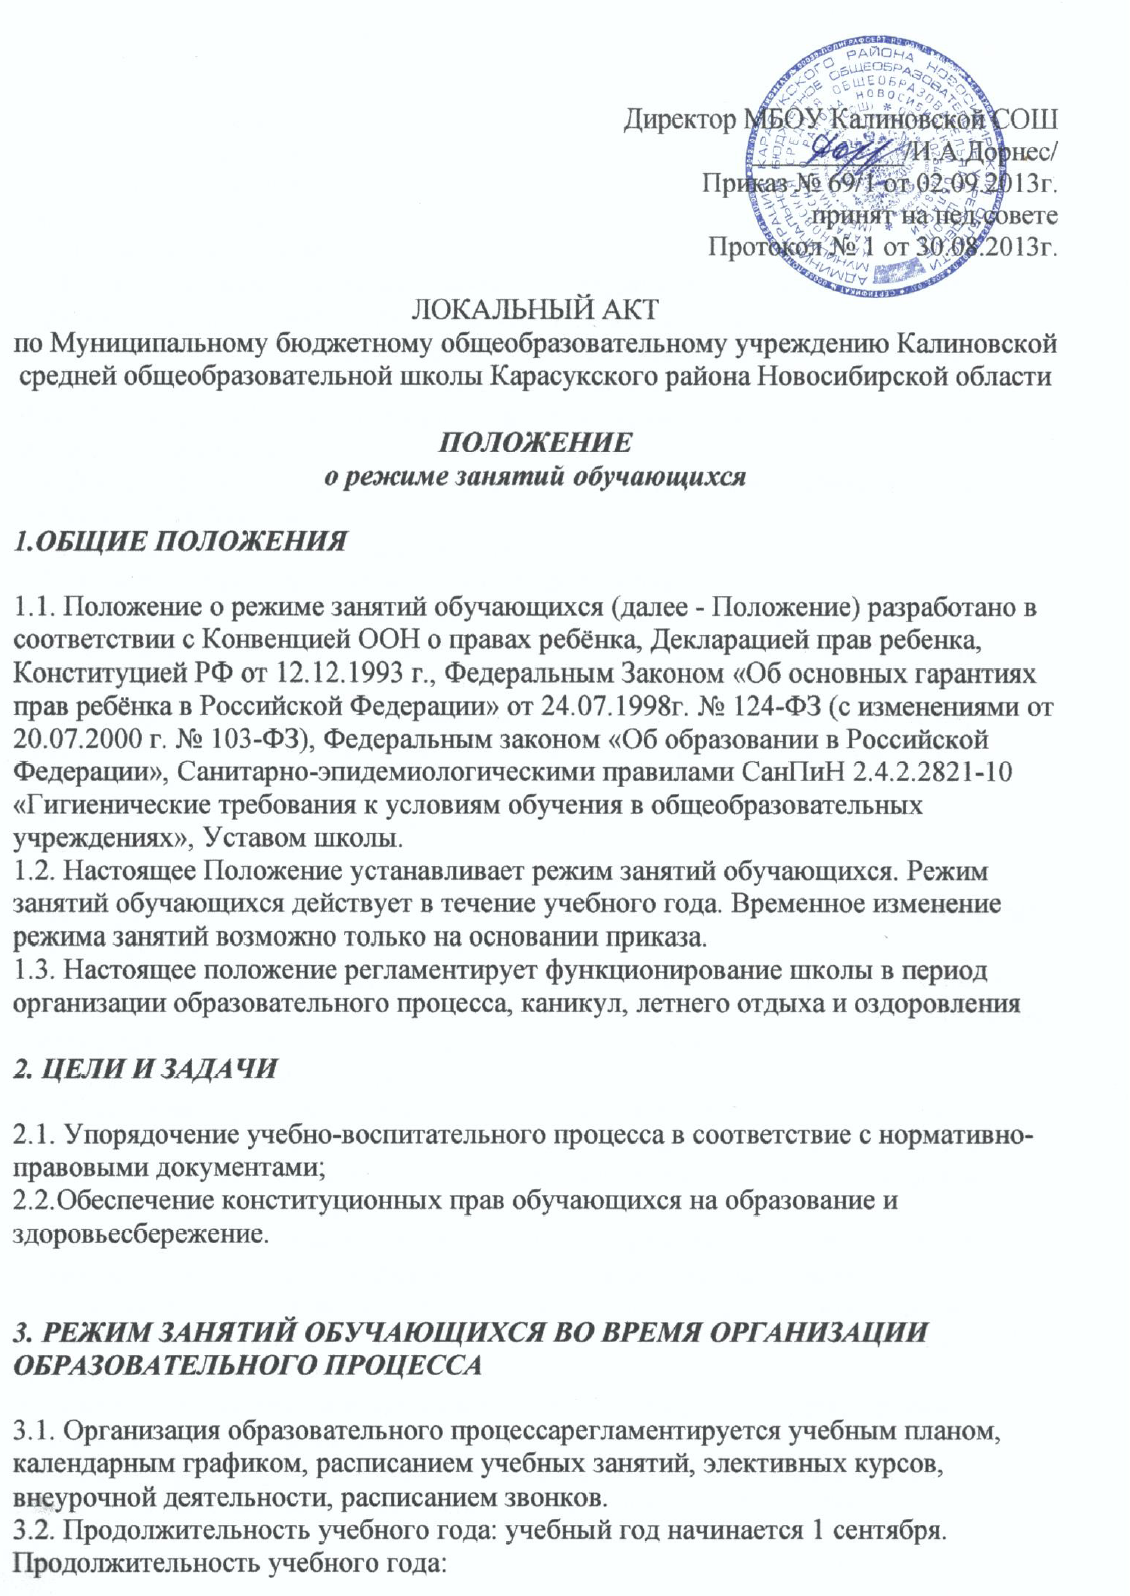 Директор МБОУ Калиновской СОШ
/И.А.Дорнес/
Приказ № 69/1 от 02.09.2013г.
принят на пед.совете
Протокол № 1 от 30.08.2013г.
ЛОКАЛЬНЫЙ АКТ
по Муниципальному бюджетному общеобразовательному учреждению Калиновской
средней общеобразовательной школы Карасукского района Новосибирской области
ПОЛОЖЕНИЕ
о режиме занятий обучающихся
1.ОБЩИЕ ПОЛОЖЕНИЯ
1.1. Положение о режиме занятий обучающихся (далее - Положение) разработано в
соответствии с Конвенцией ООН о правах ребёнка, Декларацией прав ребенка,
Конституцией РФ от 12.12.1993 г., Федеральным Законом «Об основных гарантиях
прав ребёнка в Российской Федерации» от 24.07.1998г. № 124-ФЗ (с изменениями от
20.07.2000 г. № 103-ФЗ), Федеральным законом «Об образовании в Российской
Федерации», Санитарно-эпидемиологическими правилами СанПиН 2.4.2.2821-10
«Гигиенические требования к условиям обучения в общеобразовательных
учреждениях», Уставом школы.
1.2. Настоящее Положение устанавливает режим занятий обучающихся. Режим
занятий обучающихся действует в течение учебного года. Временное изменение
режима занятий возможно только на основании приказа.
1.3. Настоящее положение регламентирует функционирование школы в период
организации образовательного процесса, каникул, летнего отдыха и оздоровления
2. ЦЕЛИ И ЗАДАЧИ
2.1. Упорядочение учебно-воспитательного процесса в соответствие с нормативно-
правовыми документами;
2.2.Обеспечение конституционных прав обучающихся на образование и
здоровьесбережение.
3. РЕЖИМ ЗАНЯТИЙ ОБУЧАЮЩИХСЯ ВО ВРЕМЯ ОРГАНИЗАЦИИ
ОБРАЗОВАТЕЛЬНОГО ПРОЦЕССА
3.1. Организация образовательного процессарегламентируется учебным планом,
календарным графиком, расписанием учебных занятий, элективных курсов,
внеурочной деятельности, расписанием звонков.
3.2. Продолжительность учебного года: учебный год начинается 1 сентября.
Продолжительность учебного года: